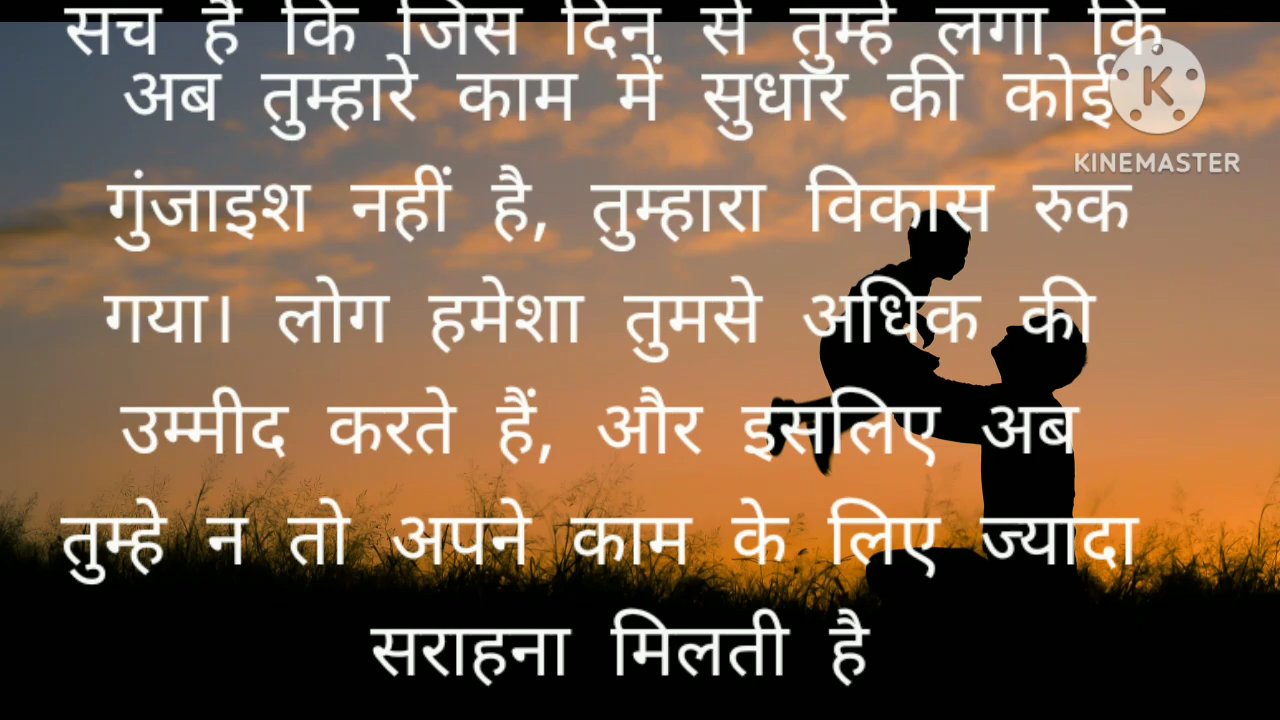 सच है कि जिस दिन से तुम्हे लगा कि
अब तुम्हारे काम में सुधार की कोई
गुंजाइश नहीं है, तुम्हारा विकास रुक
गया। लोग हमेशा तुमसे अधिक की
उम्मीद करते हैं, और इसलिए अब
तुम्हे न तो अपने काम के लिए ज्यादा
सराहना मिलती है
K
KINEMASTER